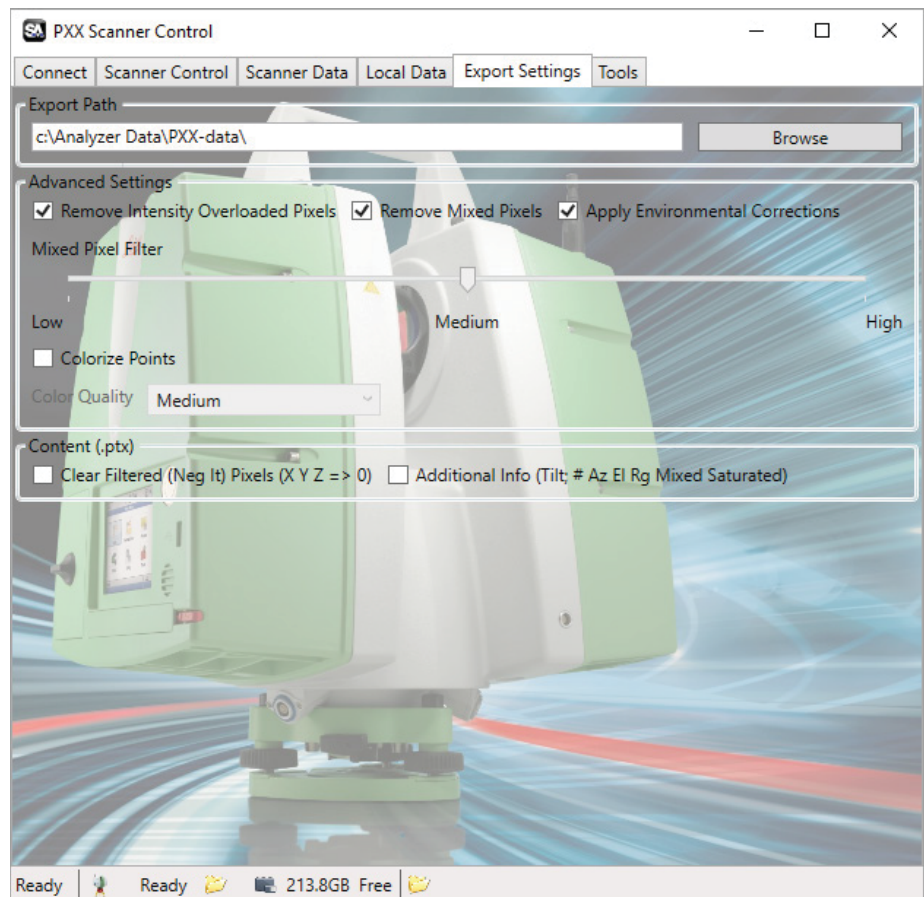 SA PXX Scanner Control
Connect Scanner Control Scanner Data Local Data Export Settings Tools
Export Path
c:\Analyzer Data\PXX-data\ Browse
Advanced Settings
Remove Intensity Overloaded Pixels Remove Mixed Pixels Apply Environmental Corrections
Mixed Pixel Filter
Low Medium High
Colorize Points
Color Quality Medium
Content (.ptx)
Clear Filtered (Neg It) Pixels (X Y Z => 0) Additional Info (Tilt; # Az El Rg Mixed Saturated)
Ready Ready 213.8GB Free